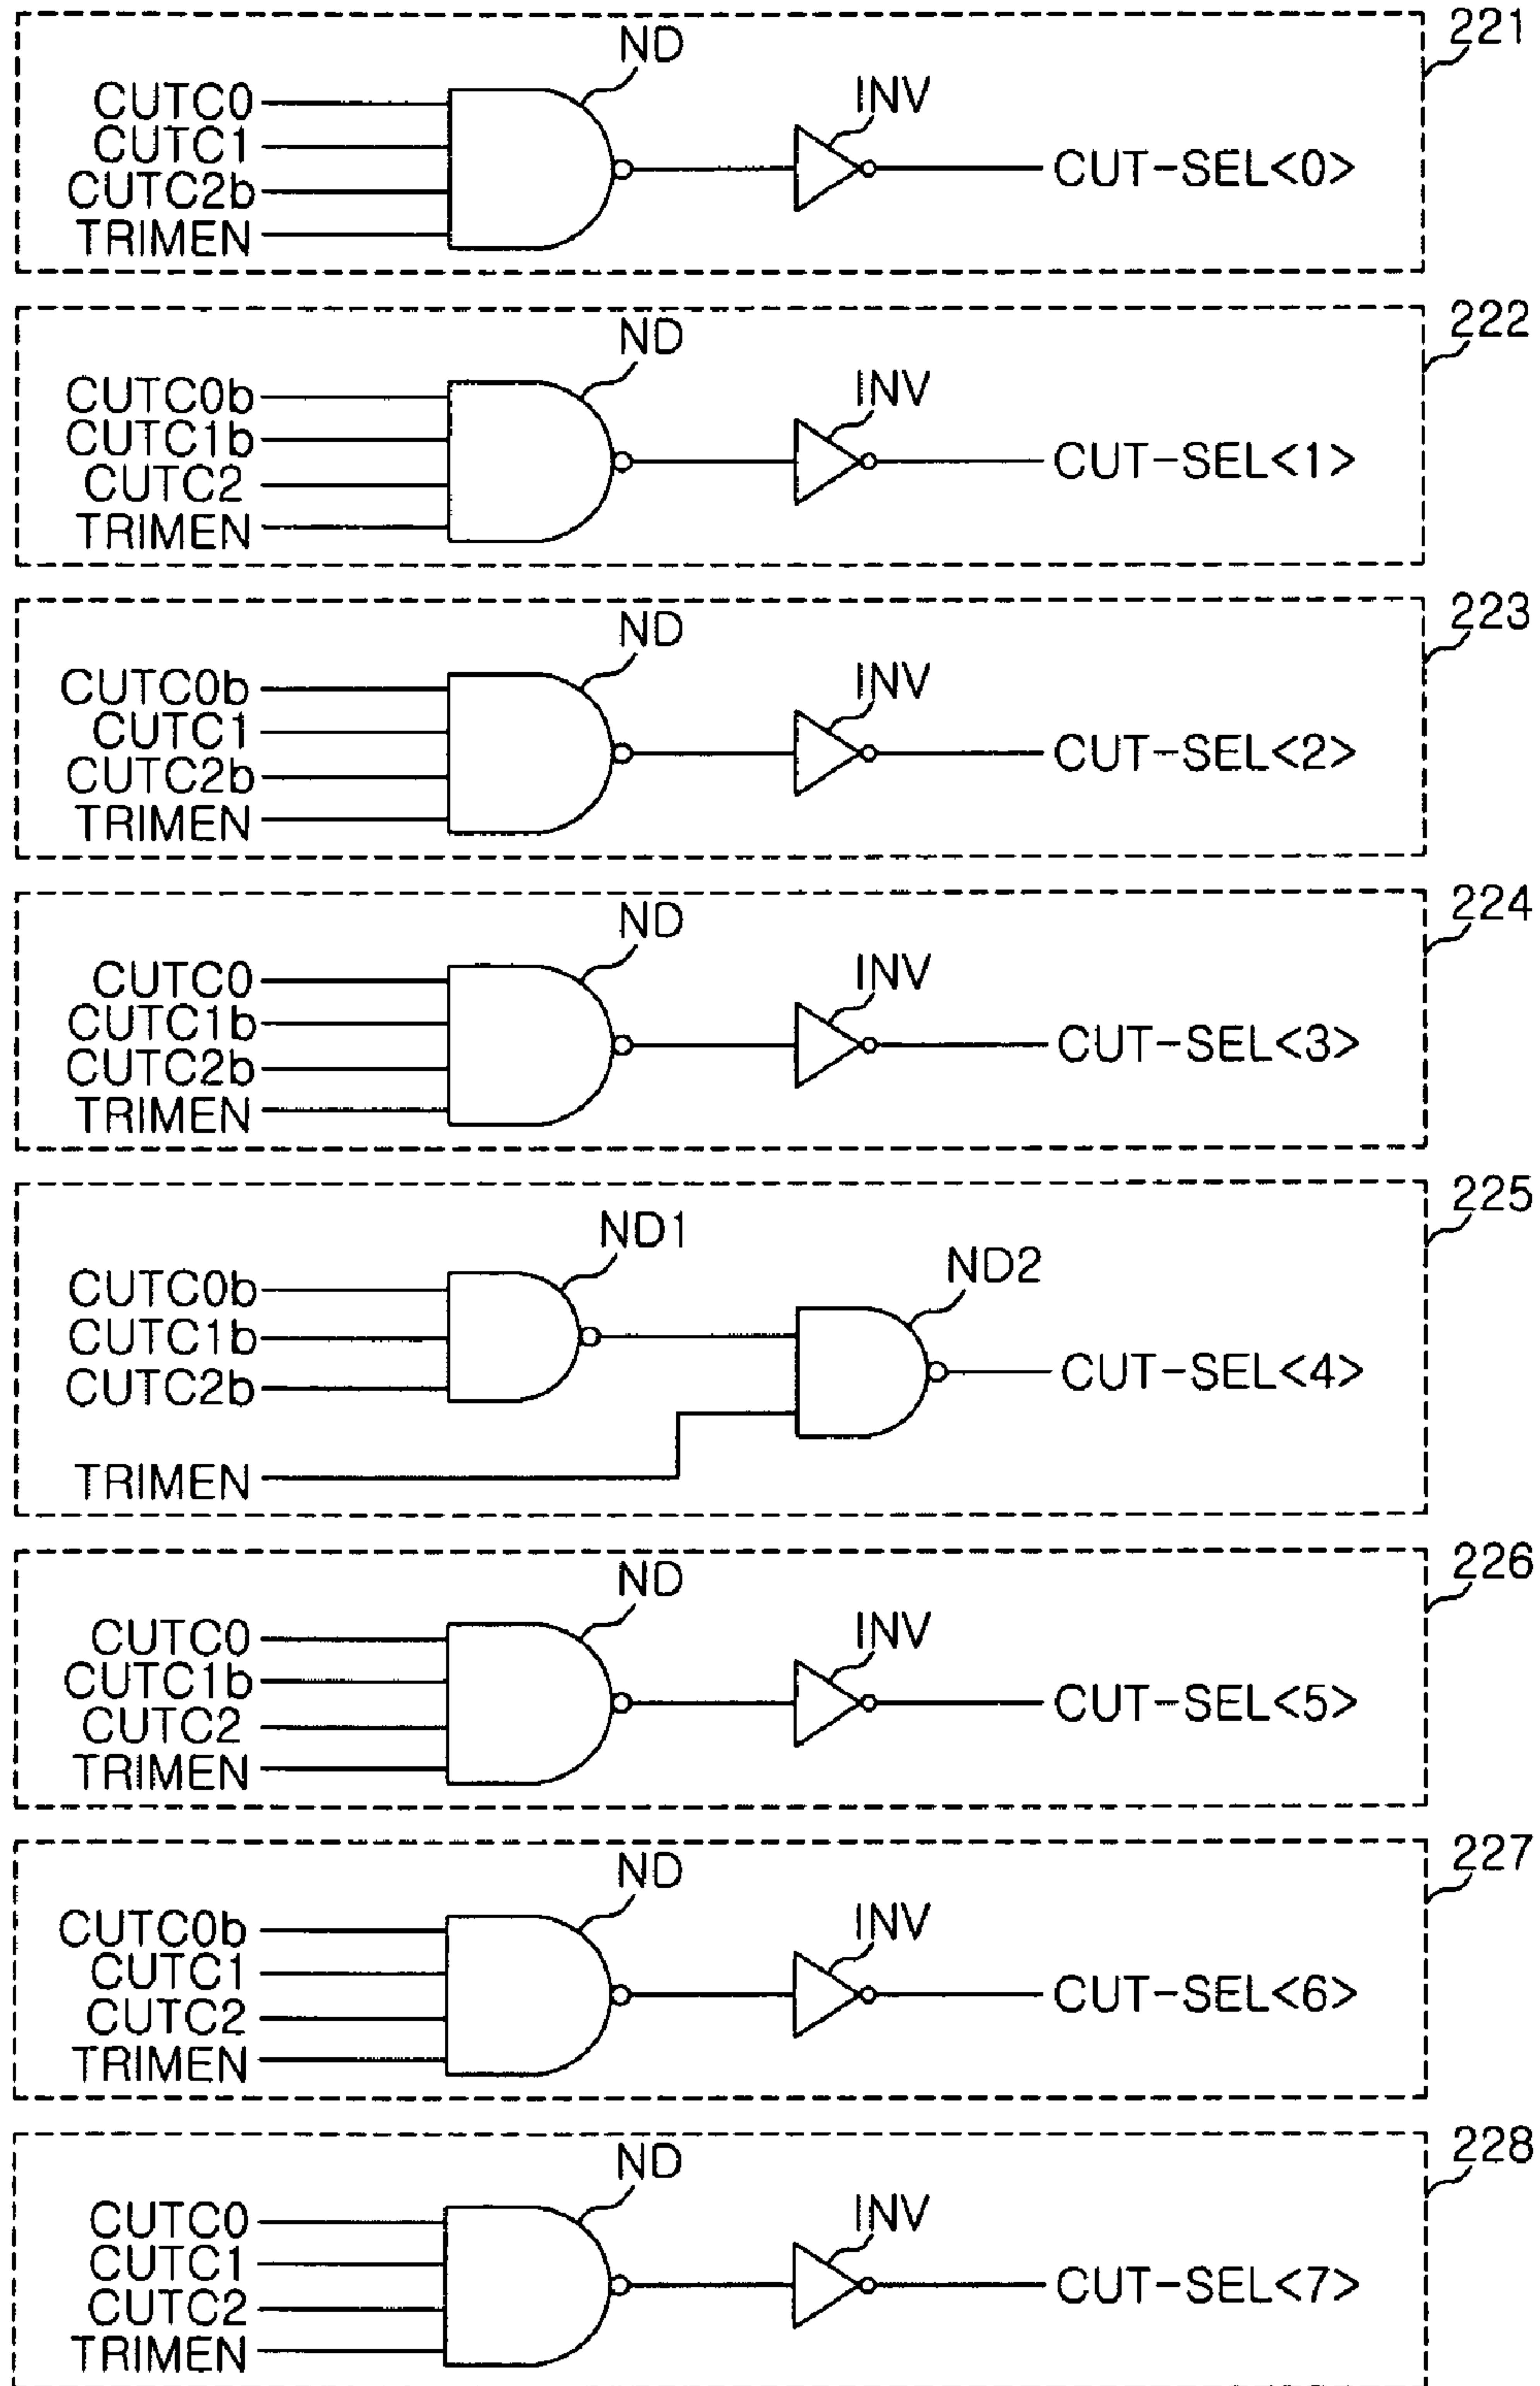 221
ND
CUTC0
INV
CUTC1
CUT-SEL<0>
CUTC2b
TRIMEN
222
ND
CUTC0b
INV
CUTC1b
CUT-SEL<1>
CUTC2
TRIMEN
223
ND
CUTC0b
INV
CUTC1
CUT-SEL<2>
CUTC2b
TRIMEN
224
ND
CUTC0
INV
CUTC1b
CUT-SEL<3>
CUTC2b
TRIMEN
225
ND1
ND2
CUTC0b
CUTC1b
CUT-SEL<4>
CUTC2b
TRIMEN
226
ND
CUTC0
INV
CUTC1b
CUT-SEL<5>
CUTC2
TRIMEN
227
ND
CUTC0b
INV
CUTC1
CUT-SEL<6>
CUTC2
TRIMEN
228
ND
CUTC0
INV
CUTC1
CUT-SEL<7>
CUTC2
TRIMEN